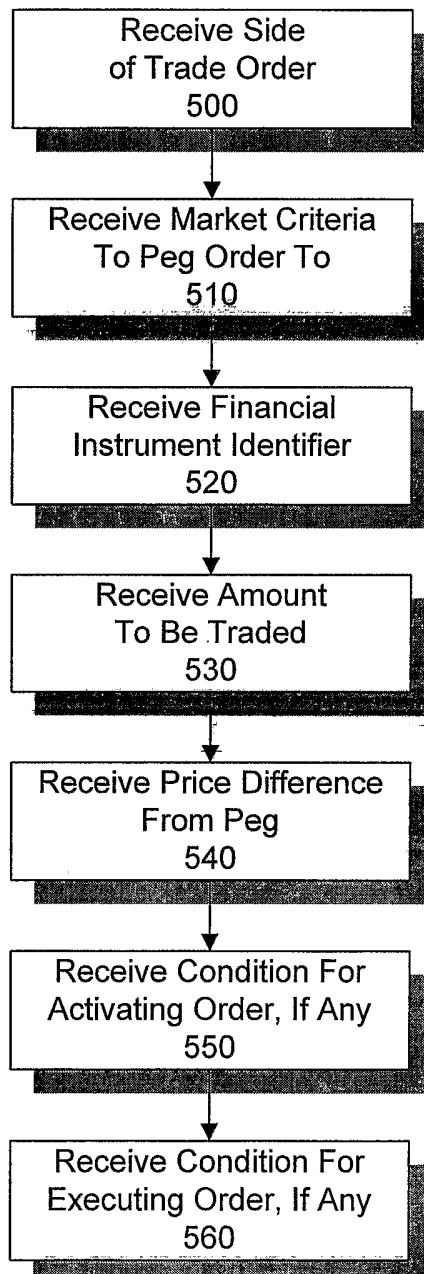 Receive Side
of Trade Order
500
Receive Market Criteria
To Peg Order To
510
Receive Financial
Instrument Identifier
520
Receive Amount
To Be Traded
530
Receive Price Difference
From Peg
540
Receive Condition For
Activating Order, If Any
550
Receive Condition For
Executing Order, If Any
560